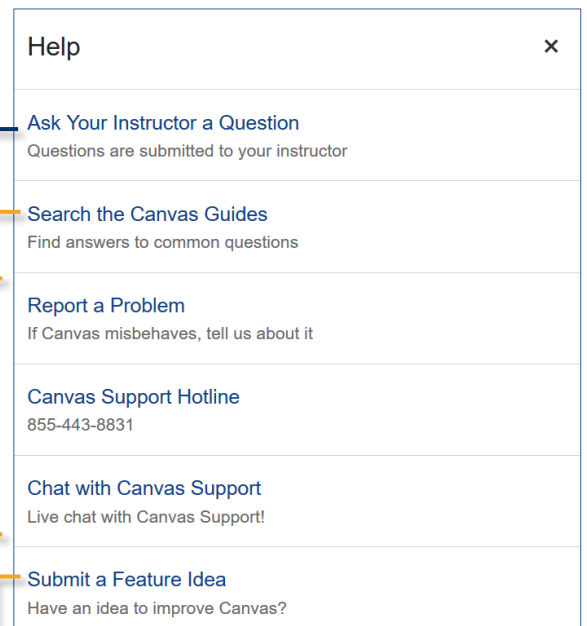 Help ×
Ask Your Instructor a Question
Questions are submitted to your instructor
Search the Canvas Guides
Find answers to common questions
Report a Problem
If Canvas misbehaves, tell us about it
Canvas Support Hotline
855-443-8831
Chat with Canvas Support
Live chat with Canvas Support!
Submit a Feature Idea
Have an idea to improve Canvas?